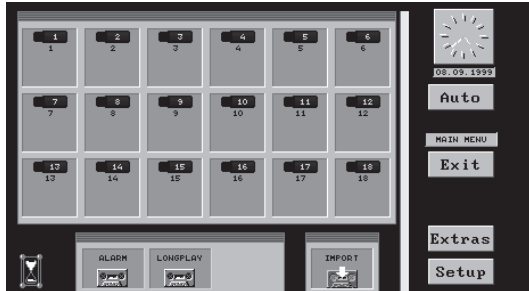 1 2 3 4 5 6
1 2 3 4 5 6
7 8 9 10 11 12
7 8 9 10 11 12
13 14 15 16 17 18
13 14 15 16 17 18
ALARM LONGPLAY IMPORT
08.09.1999
Auto
MAIN MENU
Exit
Extras
Setup